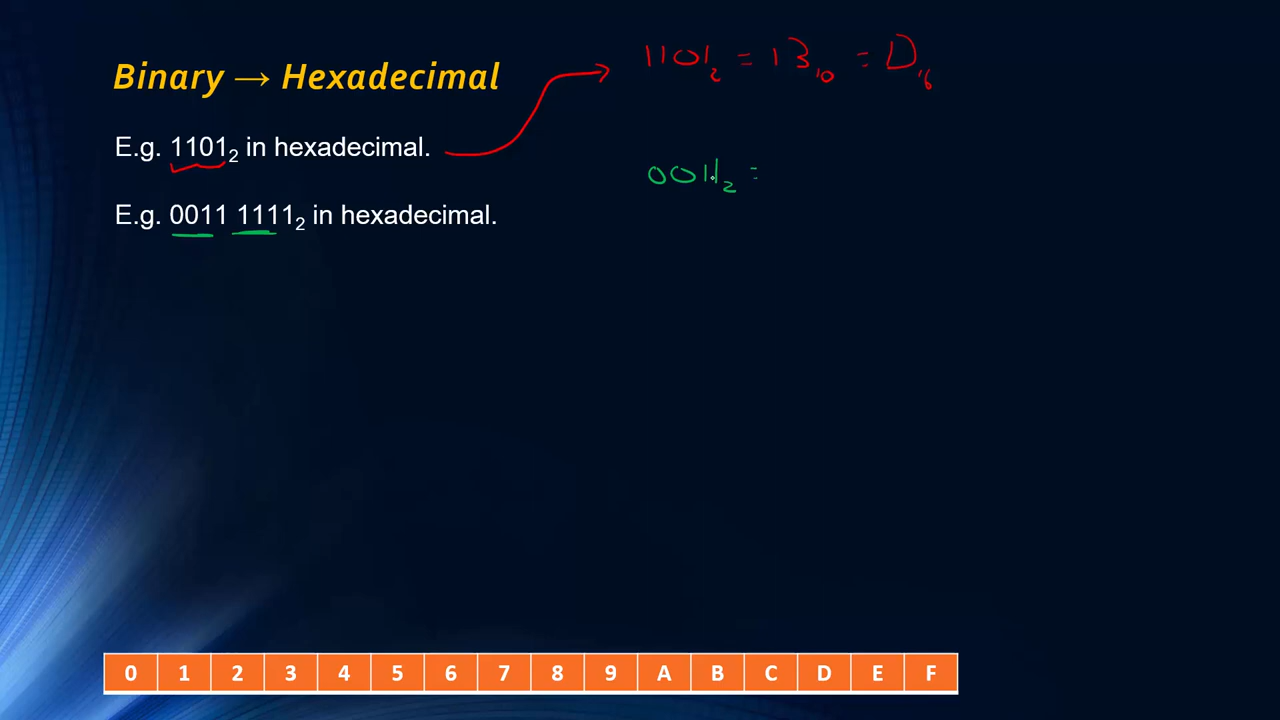 Binary → Hexadecimal
1101₂ = 13₁₀ = D₁₆
E.g. 1101₂ in hexadecimal.
0011₂ =
E.g. 0011 1111₂ in hexadecimal.
0 1 2 3 4 5 6 7 8 9 A B C D E F